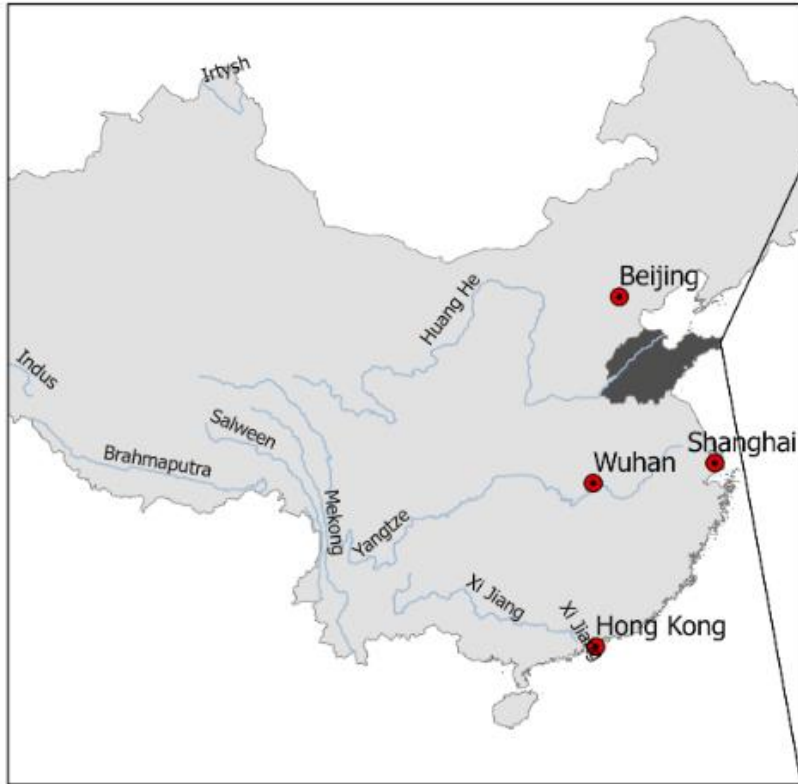 Irtysh
Beijing
Huang He
Indus
Salween
Shanghai
Brahmaputra
Wuhan
Mekong
Yangtze
Xi Jiang
Xi Jiang
Hong Kong